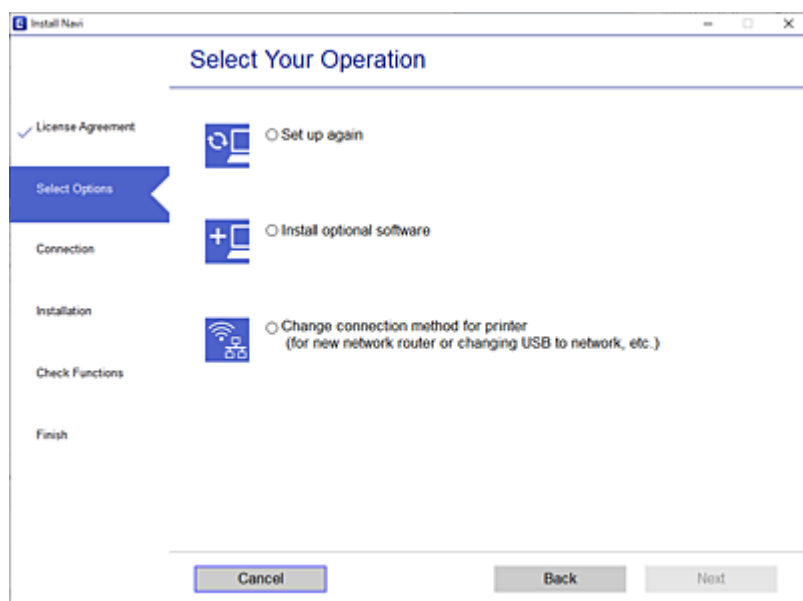 Install Navi
Select Your Operation
License Agreement
Select Options
Connection
Installation
Check Functions
Finish
Set up again
Install optional software
Change connection method for printer
(for new network router or changing USB to network, etc.)
Cancel
Back
Next